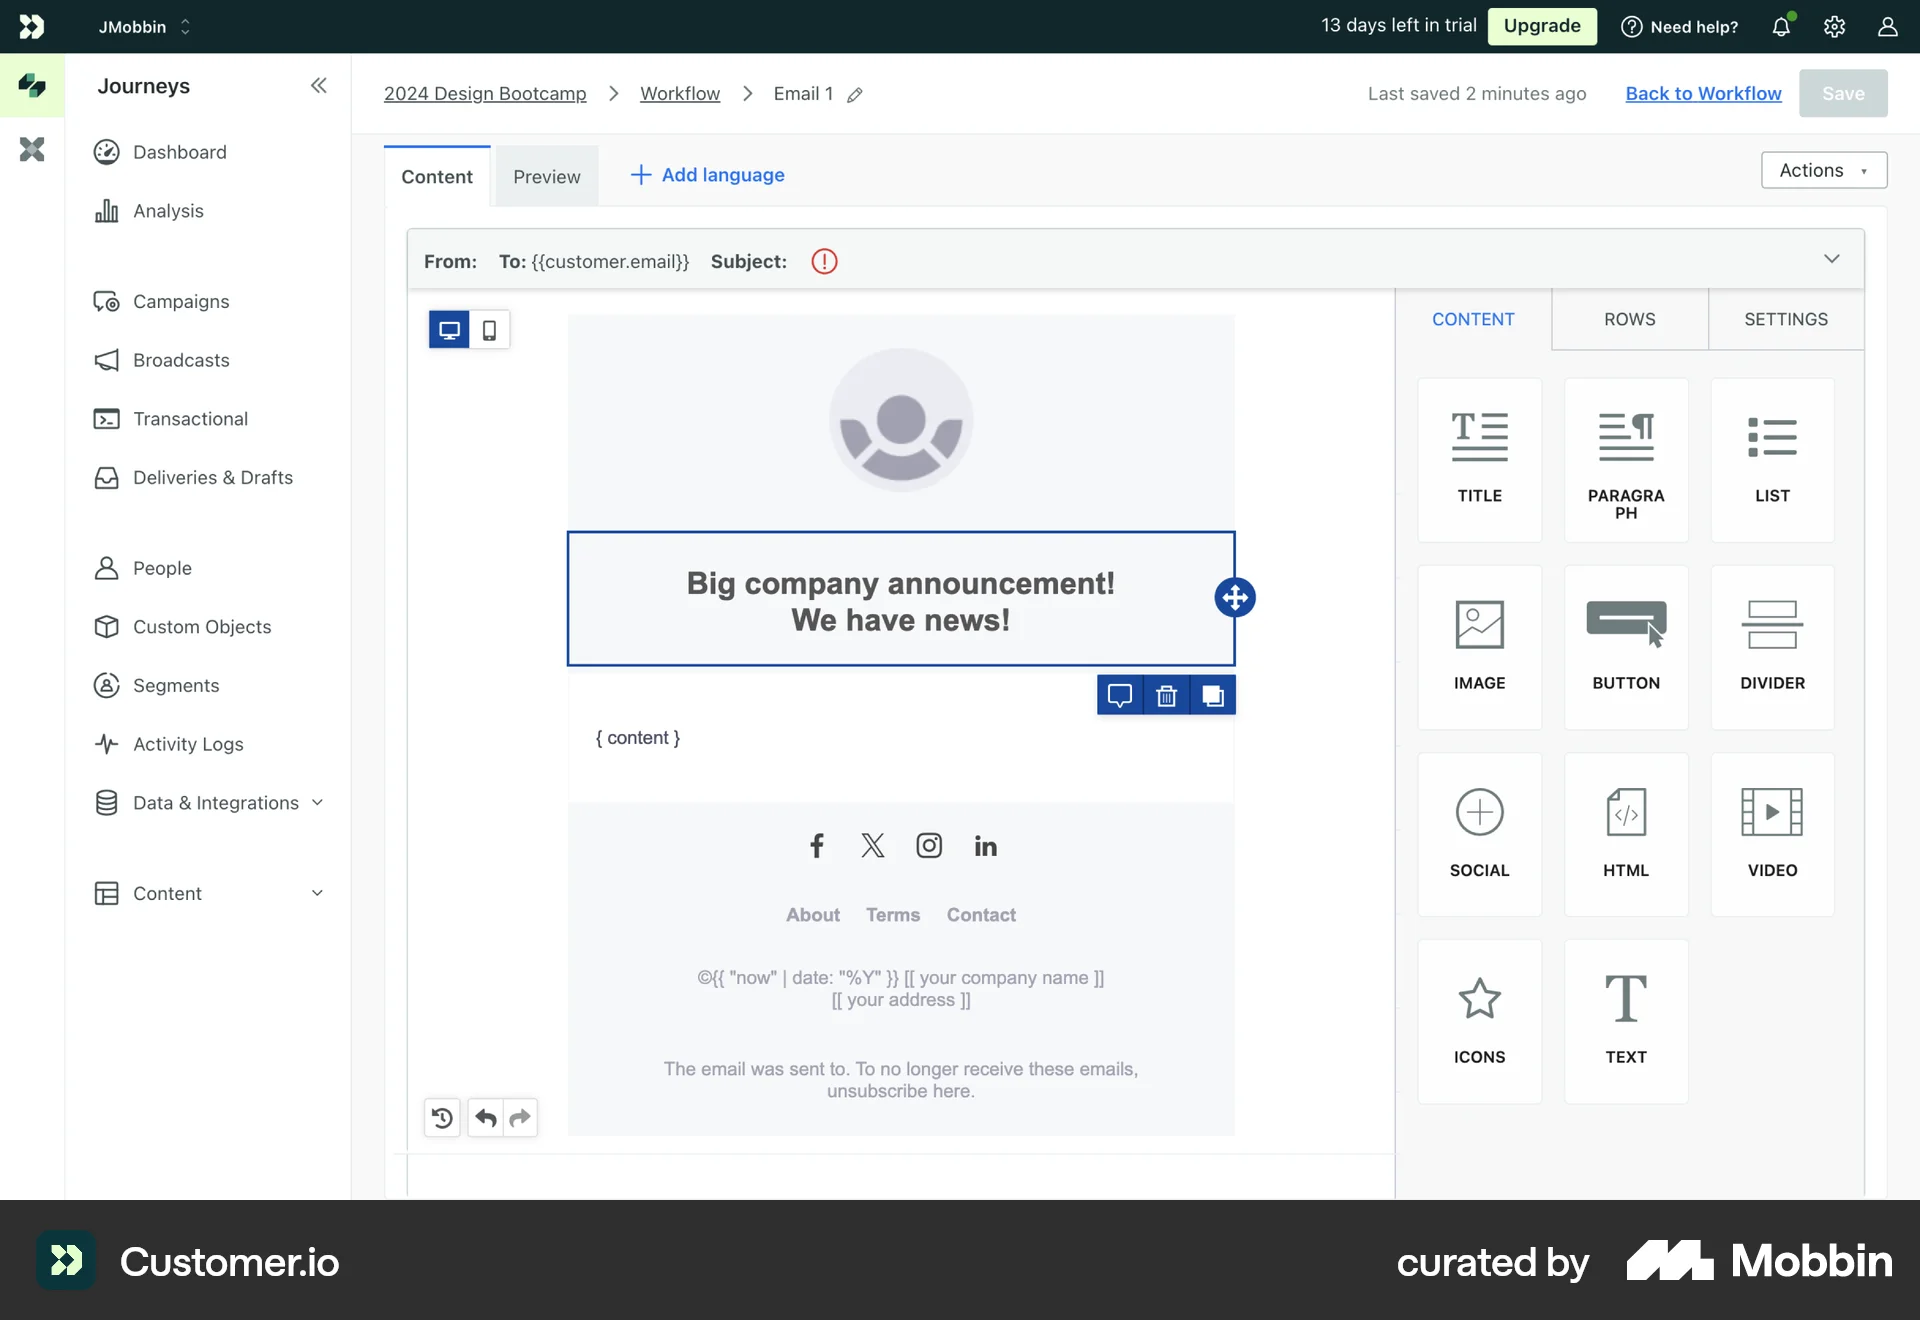 JMobbin
13 days left in trial
Upgrade
Need help?
Journeys
Dashboard
Analysis
Campaigns
Broadcasts
Transactional
Deliveries & Drafts
People
Custom Objects
Segments
Activity Logs
Data & Integrations
Content
2024 Design Bootcamp > Workflow > Email 1
Last saved 2 minutes ago
Back to Workflow
Save
Content
Preview
Add language
Actions
From: To: {{customer.email}} Subject:
Big company announcement!
We have news!
{ content }
About Terms Contact
©{{ "now" | date: "%Y" }} [[ your company name ]]
[[ your address ]]
The email was sent to. To no longer receive these emails,
unsubscribe here.
CONTENT
ROWS
SETTINGS
TITLE
PARAGRA
PH
LIST
IMAGE
BUTTON
DIVIDER
SOCIAL
HTML
VIDEO
ICONS
TEXT
Customer.io
curated by
Mobbin